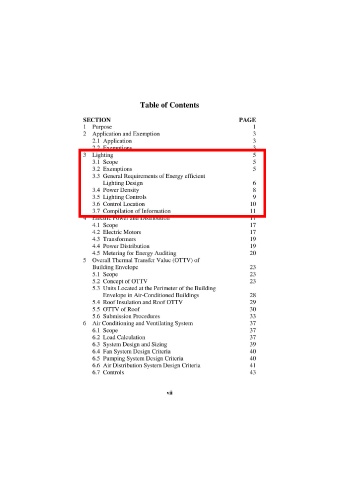 Table of Contents
SECTION PAGE
1 Purpose 1
2 Application and Exemption 3
2.1 Application 3
2.2 Exemptions 3
3 Lighting 5
3.1 Scope 5
3.2 Exemptions 5
3.3 General Requirements of Energy efficient
Lighting Design 6
3.4 Power Density 8
3.5 Lighting Controls 9
3.6 Control Location 10
3.7 Compilation of Information 11
4 Electric Power and Distribution 17
4.1 Scope 17
4.2 Electric Motors 17
4.3 Transformers 19
4.4 Power Distribution 19
4.5 Metering for Energy Auditing 20
5 Overall Thermal Transfer Value (OTTV) of
Building Envelope 23
5.1 Scope 23
5.2 Concept of OTTV 23
5.3 Units Located at the Perimeter of the Building
Envelope in Air-Conditioned Buildings 28
5.4 Roof Insulation and Roof OTTV 29
5.5 OTTV of Roof 30
5.6 Submission Procedures 33
6 Air Conditioning and Ventilating System 37
6.1 Scope 37
6.2 Load Calculation 37
6.3 System Design and Sizing 39
6.4 Fan System Design Criteria 40
6.5 Pumping System Design Criteria 40
6.6 Air Distribution System Design Criteria 41
6.7 Controls 43
vii